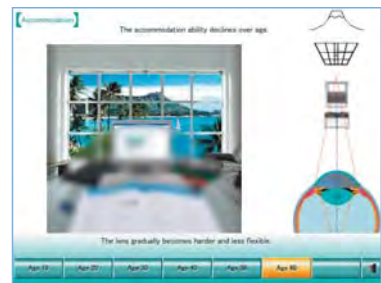 [Accommodation]
The accommodation ability declines over age.
The lens gradually becomes harder and less flexible.
Age 10 Age 20 Age 30 Age 40 Age 50 Age 60